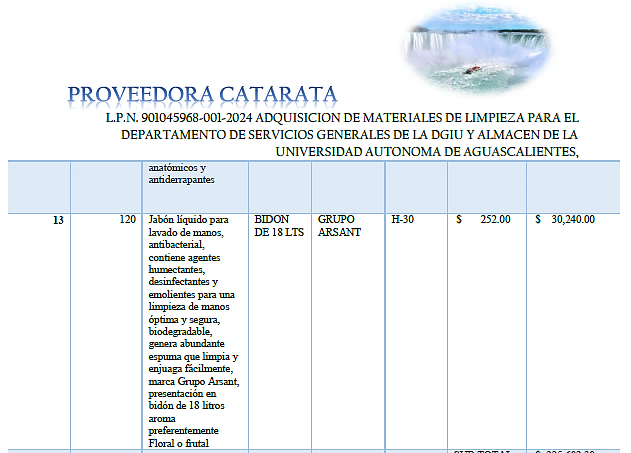 PROVEEDORA CATARATA
L.P.N. 901045968-001-2024 ADQUISICION DE MATERIALES DE LIMPIEZA PARA EL
DEPARTAMENTO DE SERVICIOS GENERALES DE LA DGIU Y ALMACEN DE LA
UNIVERSIDAD AUTONOMA DE AGUASCALIENTES,
anatómicos y
antiderrapantes
13 120 Jabón líquido para BIDON GRUPO H-30 $ 252.00 $ 30,240.00
lavado de manos, DE 18 LTS ARSANT
antibacterial,
contiene agentes
humectantes,
desinfectantes y
emolientes para una
limpieza de manos
óptima y segura,
biodegradable,
genera abundante
espuma que limpia y
enjuaga fácilmente,
marca Grupo Arsant,
presentación en
bidón de 18 litros
aroma
preferentemente
Floral o frutal